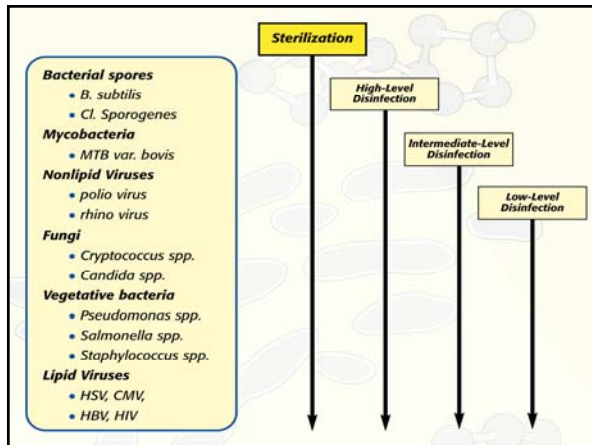 Sterilization
Bacterial spores
• B. subtilis
• Cl. Sporogenes
Mycobacteria
• MTB var. bovis
Nonlipid Viruses
• polio virus
• rhino virus
Fungi
• Cryptococcus spp.
• Candida spp.
Vegetative bacteria
• Pseudomonas spp.
• Salmonella spp.
• Staphylococcus spp.
Lipid Viruses
• HSV, CMV,
• HBV, HIV
High-Level
Disinfection
Intermediate-Level
Disinfection
Low-Level
Disinfection